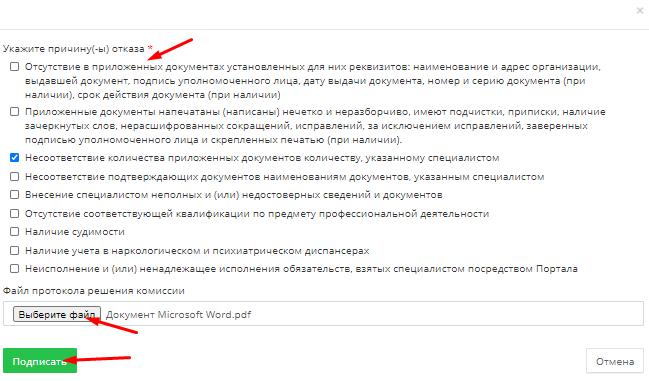 ×
Укажите причину(-ы) отказа *
Отсутствие в приложенных документах установленных для них реквизитов: наименование и адрес организации,
выдавшей документ, подпись уполномоченного лица, дату выдачи документа, номер и серию документа (при
наличии), срок действия документа (при наличии)
Приложенные документы напечатаны (написаны) нечетко и неразборчиво, имеют подчистки, приписки, наличие
зачеркнутых слов, нерасшифрованных сокращений, исправлений, за исключением исправлений, заверенных
подписью уполномоченного лица и скрепленных печатью (при наличии).
Несоответствие количества приложенных документов количеству, указанному специалистом
Несоответствие подтверждающих документов наименованиям документов, указанным специалистом
Внесение специалистом неполных и (или) недостоверных сведений и документов
Отсутствие соответствующей квалификации по предмету профессиональной деятельности
Наличие судимости
Наличие учета в наркологическом и психиатрическом диспансерах
Неисполнение и (или) ненадлежащее исполнения обязательств, взятых специалистом посредством Портала
Файл протокола решения комиссии
Выберите файл Документ Microsoft Word.pdf
Подписать Отмена